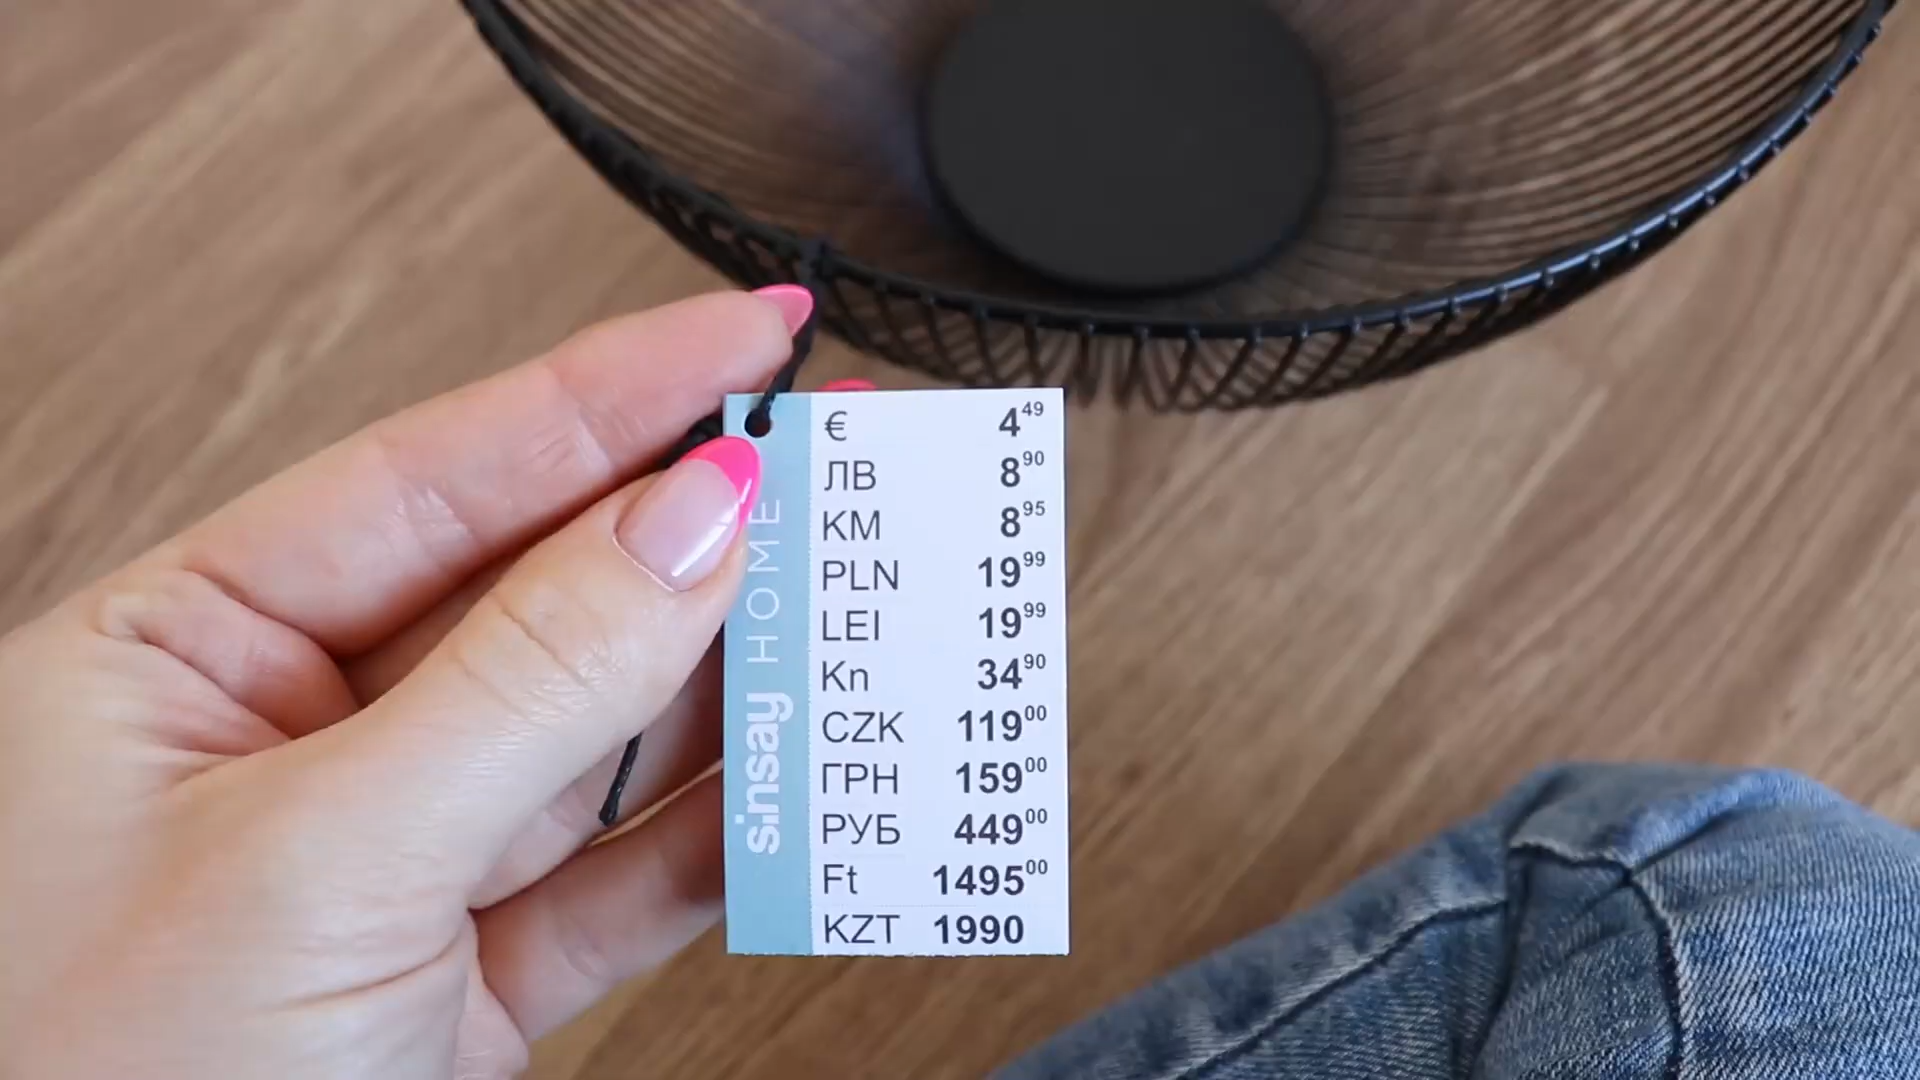 sinsay HOME
€ 4⁴⁹
ЛВ 8⁹⁰
KM 8⁹⁵
PLN 19⁹⁹
LEI 19⁹⁹
Kn 34⁹⁰
CZK 119⁰⁰
ГРН 159⁰⁰
РУБ 449⁰⁰
Ft 1495⁰⁰
KZT 1990